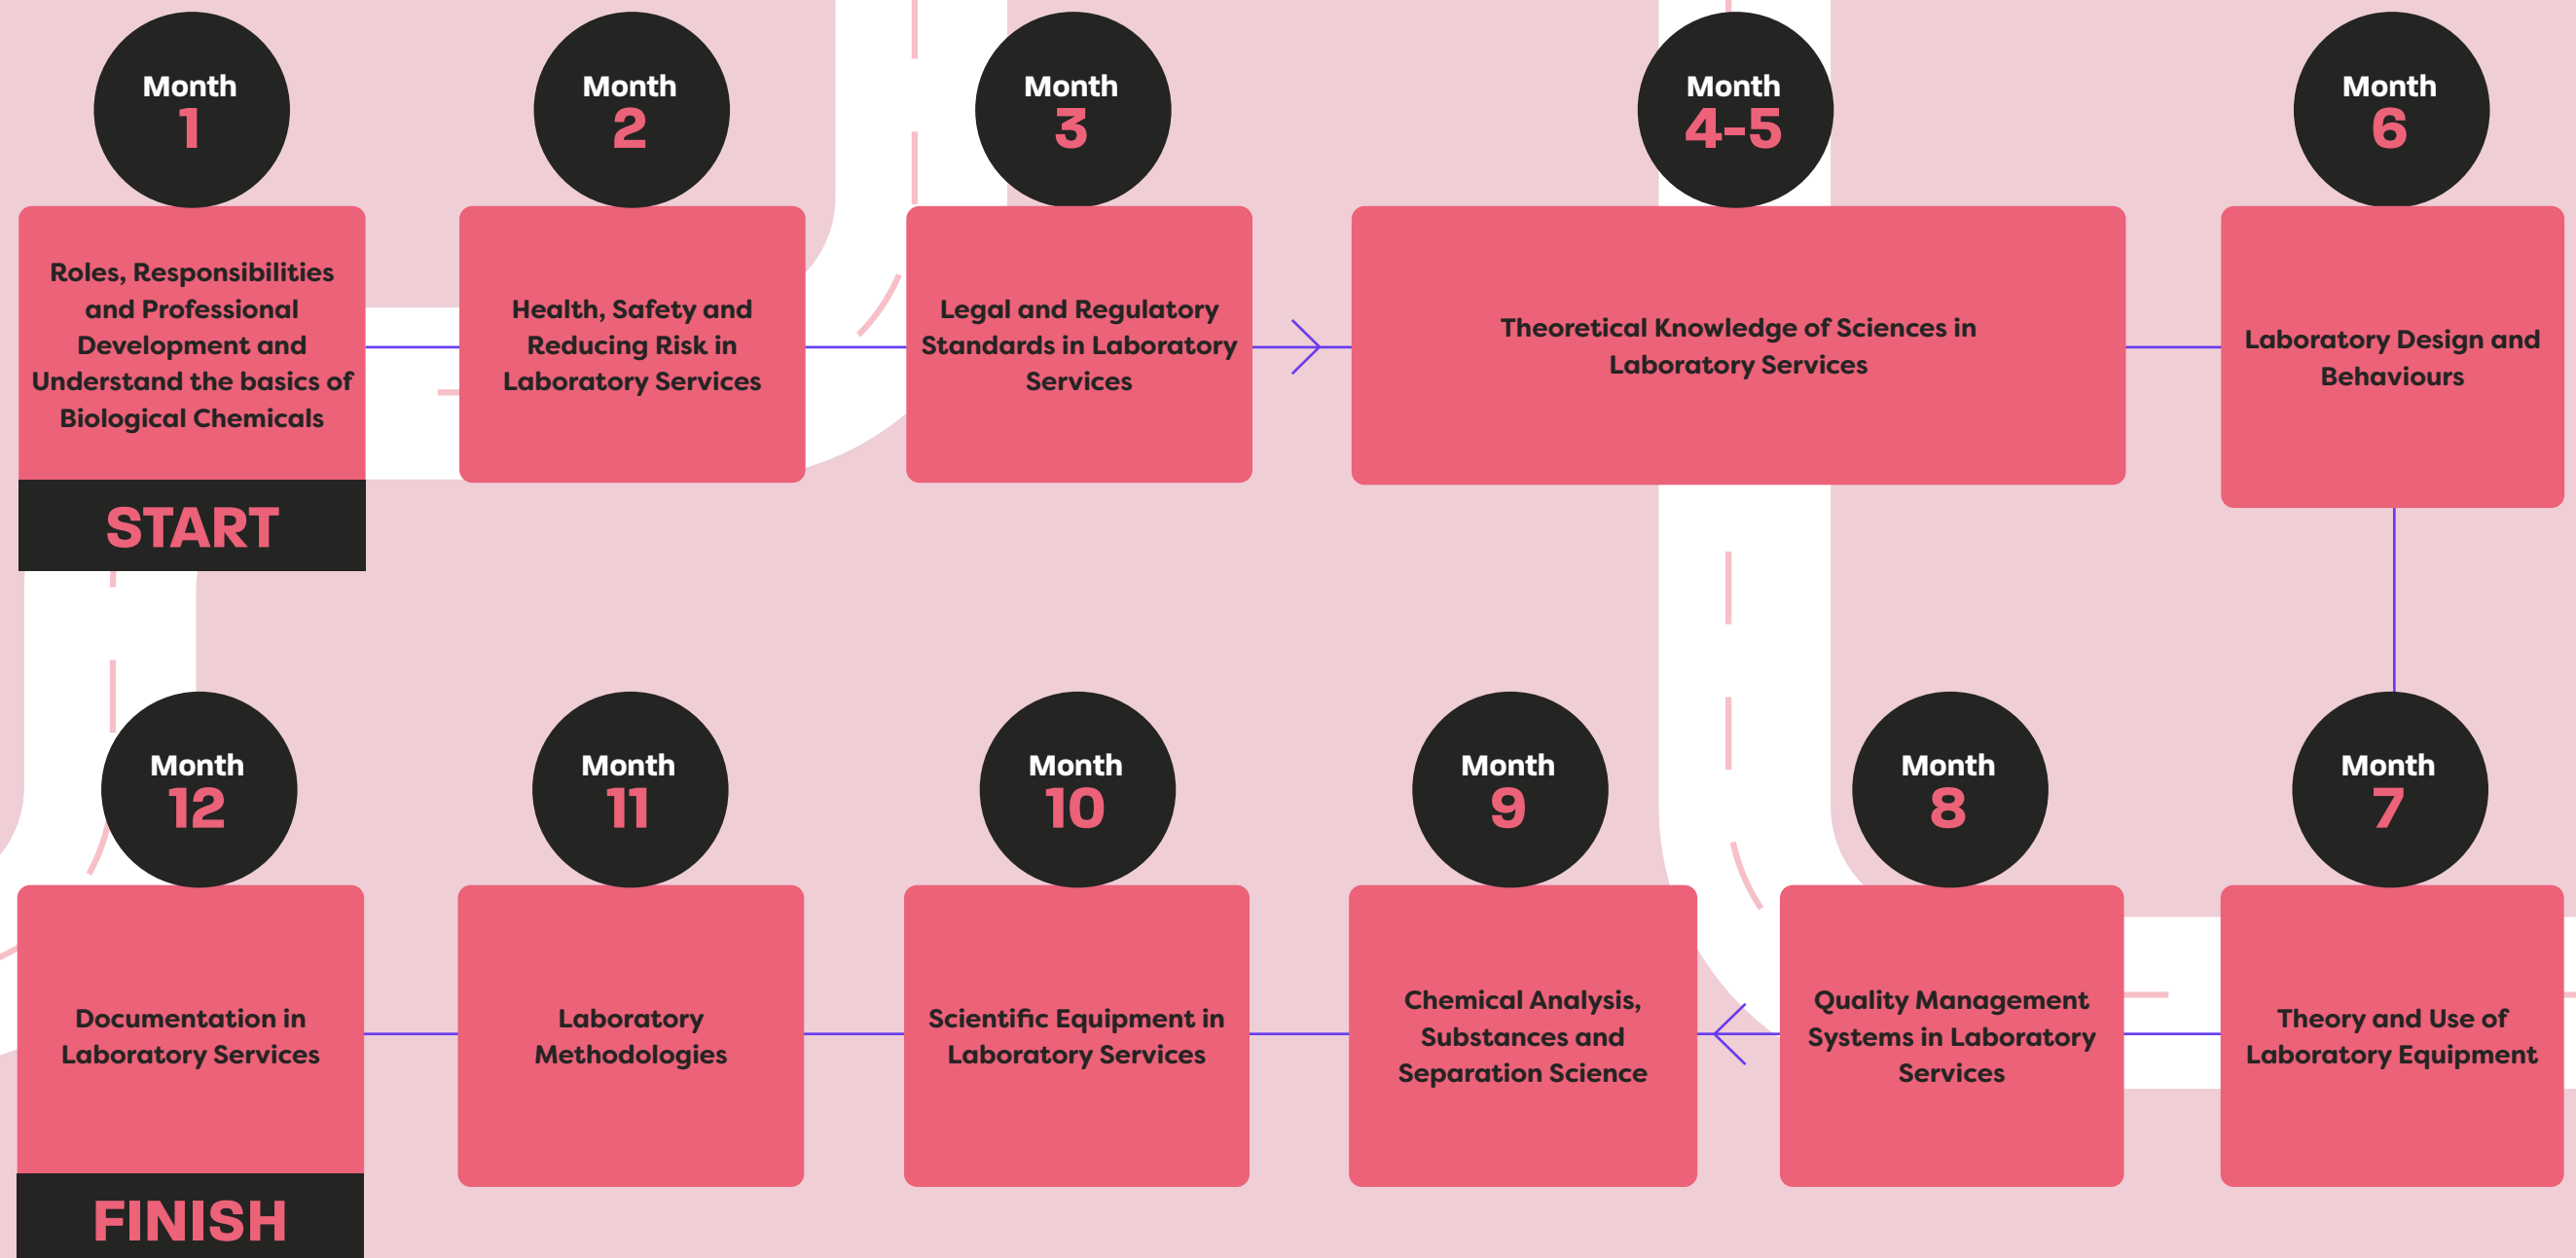 Month
1
Roles, Responsibilities
and Professional
Development and
Understand the basics of
Biological Chemicals
START
Month
2
Health, Safety and
Reducing Risk in
Laboratory Services
Month
3
Legal and Regulatory
Standards in Laboratory
Services
Month
4-5
Theoretical Knowledge of Sciences in
Laboratory Services
Month
6
Laboratory Design and
Behaviours
Month
7
Theory and Use of
Laboratory Equipment
Month
8
Quality Management
Systems in Laboratory
Services
Month
9
Chemical Analysis,
Substances and
Separation Science
Month
10
Scientific Equipment in
Laboratory Services
Month
11
Laboratory
Methodologies
Month
12
Documentation in
Laboratory Services
FINISH